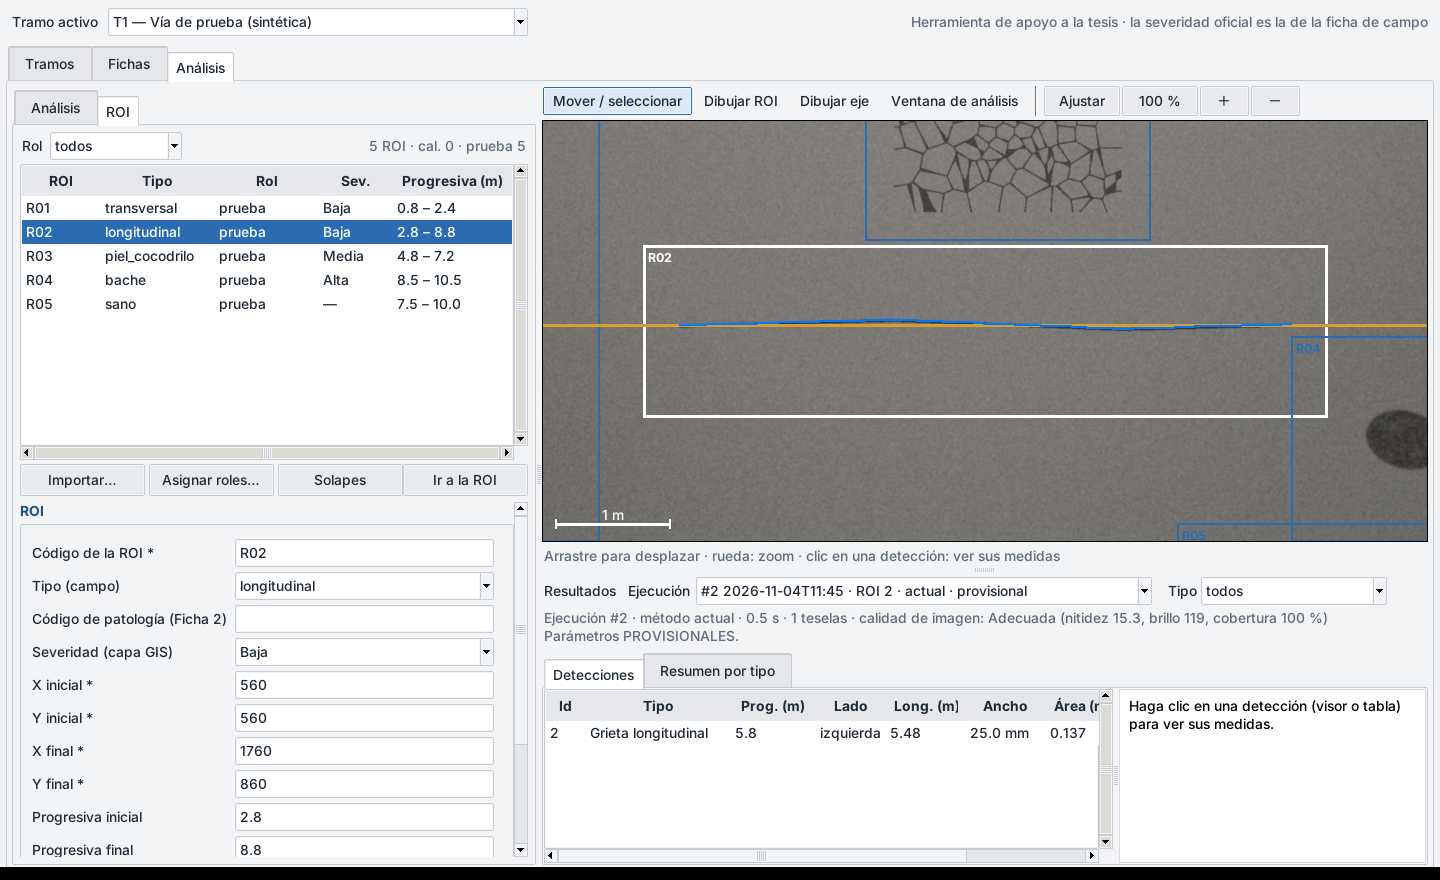 Tramo activo T1 — Vía de prueba (sintética) Herramienta de apoyo a la tesis · la severidad oficial es la de la ficha de campo
Tramos Fichas Análisis
Análisis ROI
Rol todos 5 ROI · cal. 0 · prueba 5
ROI Tipo Rol Sev. Progresiva (m)
R01 transversal prueba Baja 0.8 – 2.4
R02 longitudinal prueba Baja 2.8 – 8.8
R03 piel_cocodrilo prueba Media 4.8 – 7.2
R04 bache prueba Alta 8.5 – 10.5
R05 sano prueba — 7.5 – 10.0
Importar... Asignar roles... Solapes Ir a la ROI
ROI
Código de la ROI * R02
Tipo (campo) longitudinal
Código de patología (Ficha 2)
Severidad (capa GIS) Baja
X inicial * 560
Y inicial * 560
X final * 1760
Y final * 860
Progresiva inicial 2.8
Progresiva final 8.8
Mover / seleccionar Dibujar ROI Dibujar eje Ventana de análisis Ajustar 100 % + −
R02
R04
R05
1 m
Arrastre para desplazar · rueda: zoom · clic en una detección: ver sus medidas
Resultados Ejecución #2 2026-11-04T11:45 · ROI 2 · actual · provisional Tipo todos
Ejecución #2 · método actual · 0.5 s · 1 teselas · calidad de imagen: Adecuada (nitidez 15.3, brillo 119, cobertura 100 %)
Parámetros PROVISIONALES.
Detecciones Resumen por tipo
Id Tipo Prog. (m) Lado Long. (m) Ancho Área (m
2 Grieta longitudinal 5.8 izquierda 5.48 25.0 mm 0.137
Haga clic en una detección (visor o tabla)
para ver sus medidas.